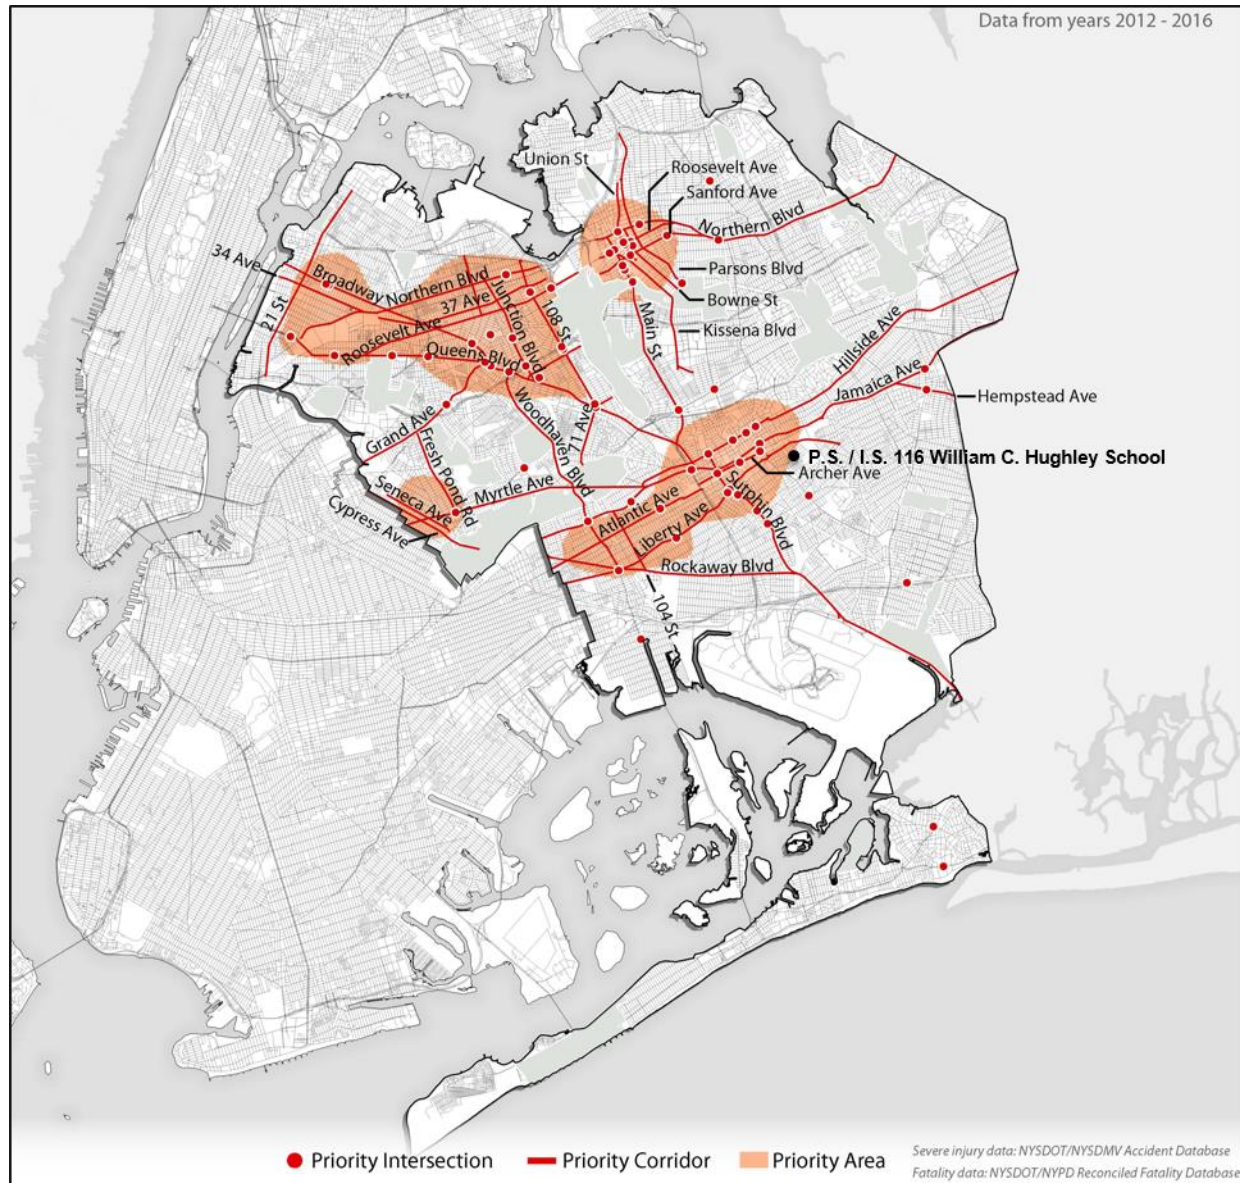 Data from years 2012 - 2016
Union St
Roosevelt Ave
Sanford Ave
Northern Blvd
34 Ave
Broadway
Northern Blvd
Parsons Blvd
37 Ave
Junction Blvd
Bowne St
21 St
108 St
Main St
Kissena Blvd
Roosevelt Ave
Queens Blvd
Hillside Ave
Jamaica Ave
Hempstead Ave
Grand Ave
Woodhaven Blvd
71 Ave
Fresh Pond Rd
P.S. / I.S. 116 William C. Hughley School
Archer Ave
Myrtle Ave
Seneca Ave
Atlantic Ave
Sutphin Blvd
Cypress Ave
Liberty Ave
Rockaway Blvd
104 St
Priority Intersection
Priority Corridor
Priority Area
Severe injury data: NYSDOT/NYSDMV Accident Database
Fatality data: NYSDOT/NYPD Reconciled Fatality Database